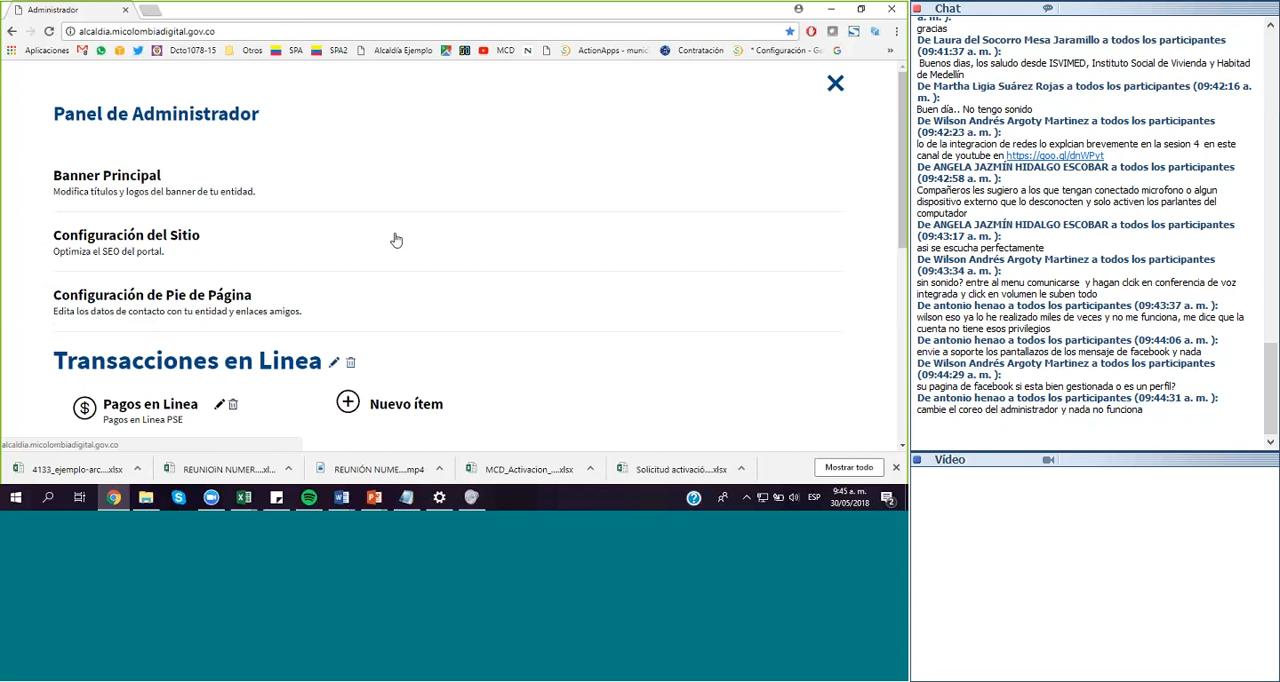 Administrador
alcaldia.micolombiadigital.gov.co
Aplicaciones
Dcto1078-15
Otros
SPA
SPA2
Alcaldía Ejemplo
MCD
ActionApps - munic
Contratación
* Configuración - Ge
»
Panel de Administrador
Banner Principal
Modifica títulos y logos del banner de tu entidad.
Configuración del Sitio
Optimiza el SEO del portal.
Configuración de Pie de Página
Edita los datos de contacto con tu entidad y enlaces amigos.
Transacciones en Linea
Pagos en Linea
Pagos en Linea PSE
Nuevo ítem
alcaldia.micolombiadigital.gov.co
4133_ejemplo-arc....xlsx
REUNIOiN NUMER....xl...
REUNIÓN NUME....mp4
MCD_Activacion_....xlsx
Solicitud activació....xlsx
Mostrar todo
ESP
9:45 a. m.
30/05/2018
Chat
a. m. ):
gracias
De Laura del Socorro Mesa Jaramillo a todos los participantes
(09:41:37 a. m. ):
Buenos dias, los saludo desde ISVIMED, Instituto Social de Vivienda y Habitad
de Medellín
De Martha Ligia Suárez Rojas a todos los participantes (09:42:16 a.
m. ):
Buen día.. No tengo sonido
De Wilson Andrés Argoty Martinez a todos los participantes
(09:42:23 a. m. ):
lo de la integracion de redes lo explcian brevemente en la sesion 4 en este
canal de youtube en https://goo.gl/dnWPyt
De ANGELA JAZMÍN HIDALGO ESCOBAR a todos los participantes
(09:42:58 a. m. ):
Compañeros les sugiero a los que tengan conectado microfono o algun
dispositivo externo que lo desconocten y solo activen los parlantes del
computador
De ANGELA JAZMÍN HIDALGO ESCOBAR a todos los participantes
(09:43:17 a. m. ):
asi se escucha perfectamente
De Wilson Andrés Argoty Martinez a todos los participantes
(09:43:34 a. m. ):
sin sonido? entre al menu comunicarse y hagan clcik en conferencia de voz
integrada y click en volumen le suben todo
De antonio henao a todos los participantes (09:43:37 a. m. ):
wilson eso ya lo he realizado miles de veces y no me funciona, me dice que la
cuenta no tiene esos privilegios
De antonio henao a todos los participantes (09:44:06 a. m. ):
envie a soporte los pantallazos de los mensaje de facebook y nada
De Wilson Andrés Argoty Martinez a todos los participantes
(09:44:29 a. m. ):
su pagina de facebook si esta bien gestionada o es un perfil?
De antonio henao a todos los participantes (09:44:31 a. m. ):
cambie el coreo del administrador y nada no funciona
Vídeo